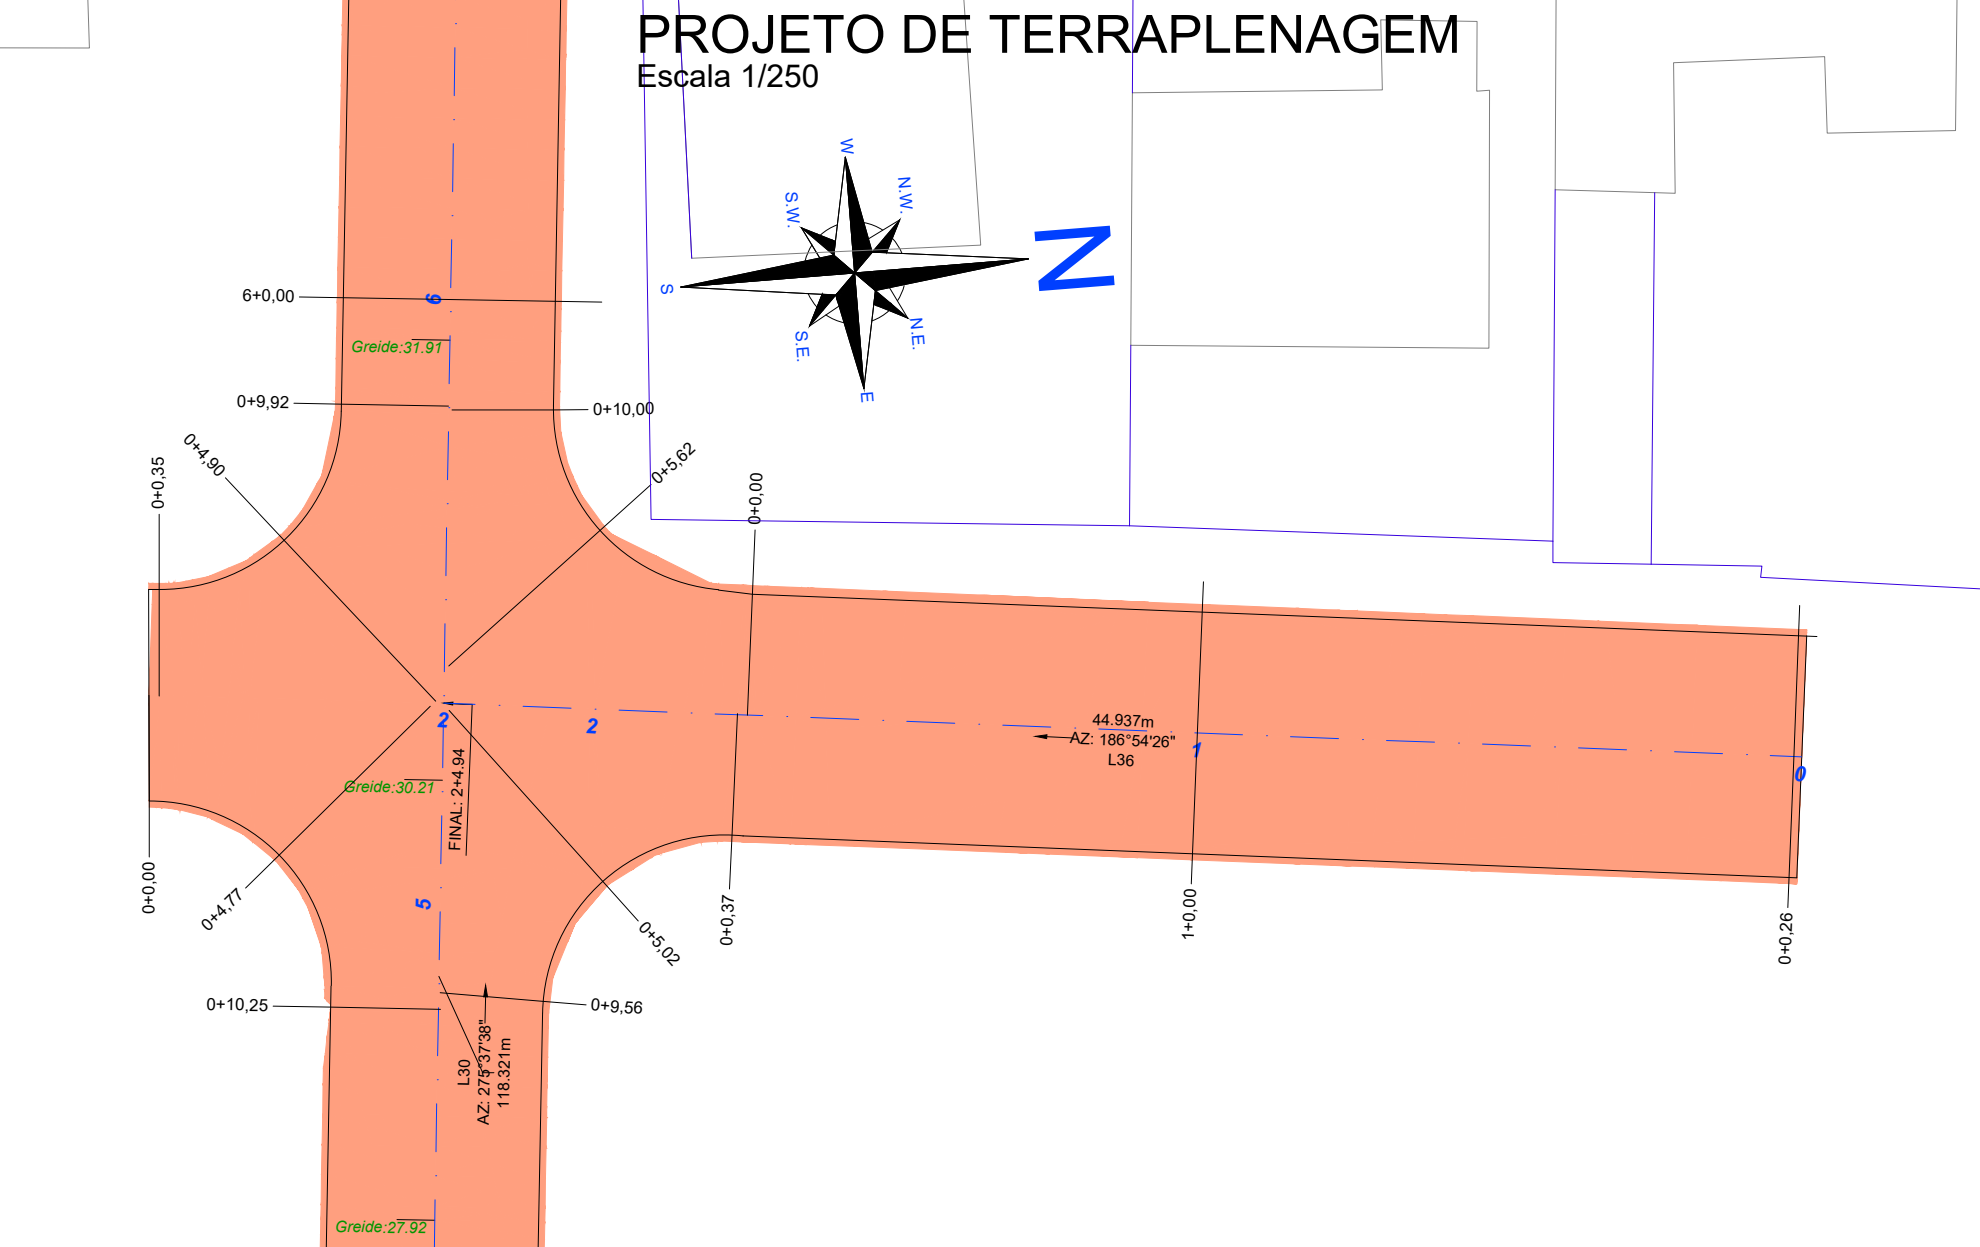 PROJETO DE TERRAPLENAGEM
Escala 1/250
W
N.W.
S.W.
N
S
N.E.
S.E.
E
6+0,00
6
Greide:31.91
0+9,92
0+10,00
0+4,90
0+5,62
0+0,35
0+0,00
2
2
44.937m
AZ: 186°54'26"
L36
1
0
Greide:30.21
FINAL: 2+4.94
0+0,00
0+4,77
5
0+0,37
1+0,00
0+0,26
0+5,02
0+10,25
0+9,56
L30
AZ: 275°37'38"
118.321m
Greide:27.92